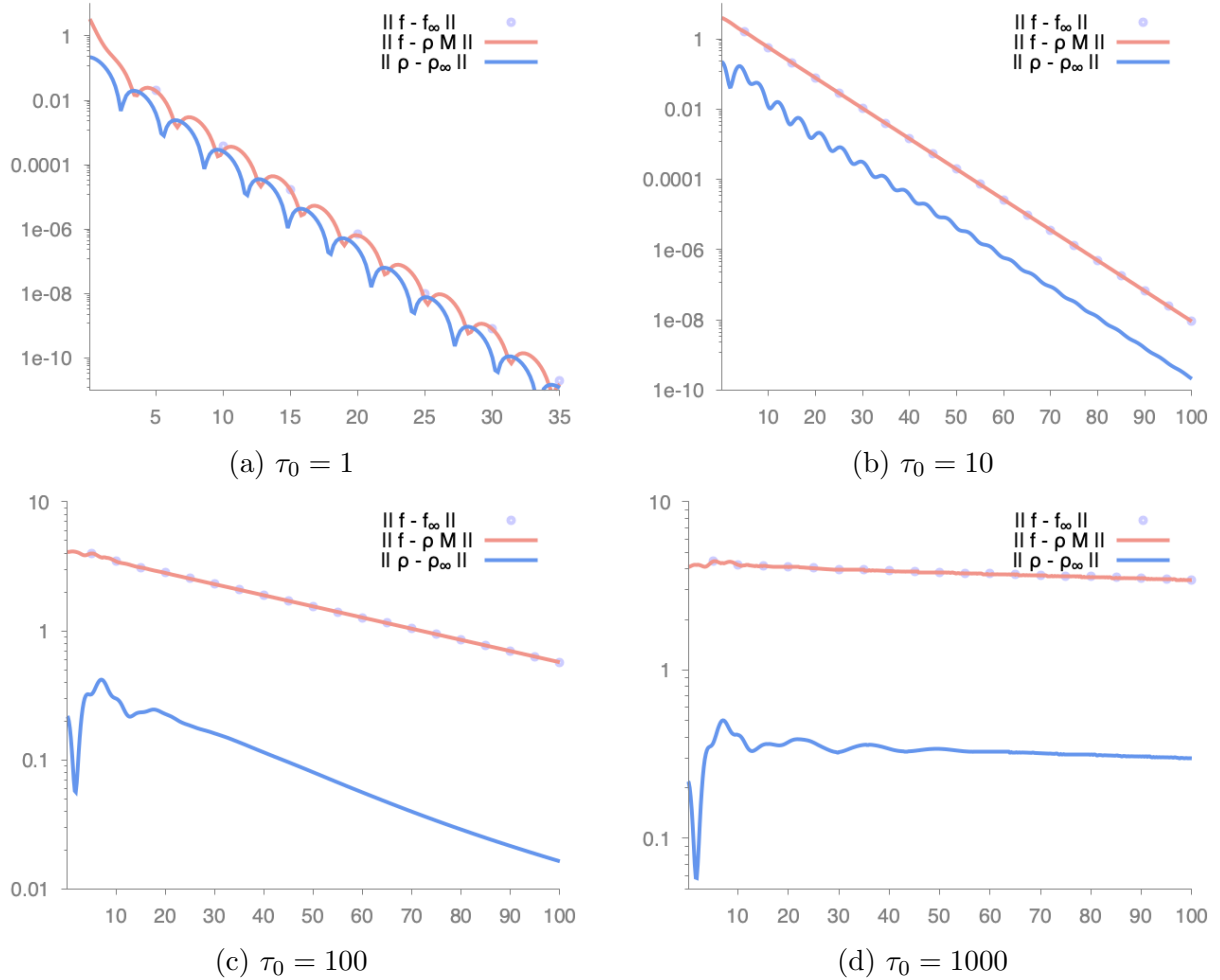 || f - f∞ ||
|| f - ρ M ||
|| ρ - ρ∞ ||
1
0.01
0.0001
1e-06
1e-08
1e-10
5 10 15 20 25 30 35
(a) τ₀ = 1
|| f - f∞ ||
|| f - ρ M ||
|| ρ - ρ∞ ||
1
0.01
0.0001
1e-06
1e-08
1e-10
10 20 30 40 50 60 70 80 90 100
(b) τ₀ = 10
|| f - f∞ ||
|| f - ρ M ||
|| ρ - ρ∞ ||
10
1
0.1
0.01
10 20 30 40 50 60 70 80 90 100
(c) τ₀ = 100
|| f - f∞ ||
|| f - ρ M ||
|| ρ - ρ∞ ||
10
1
0.1
10 20 30 40 50 60 70 80 90 100
(d) τ₀ = 1000